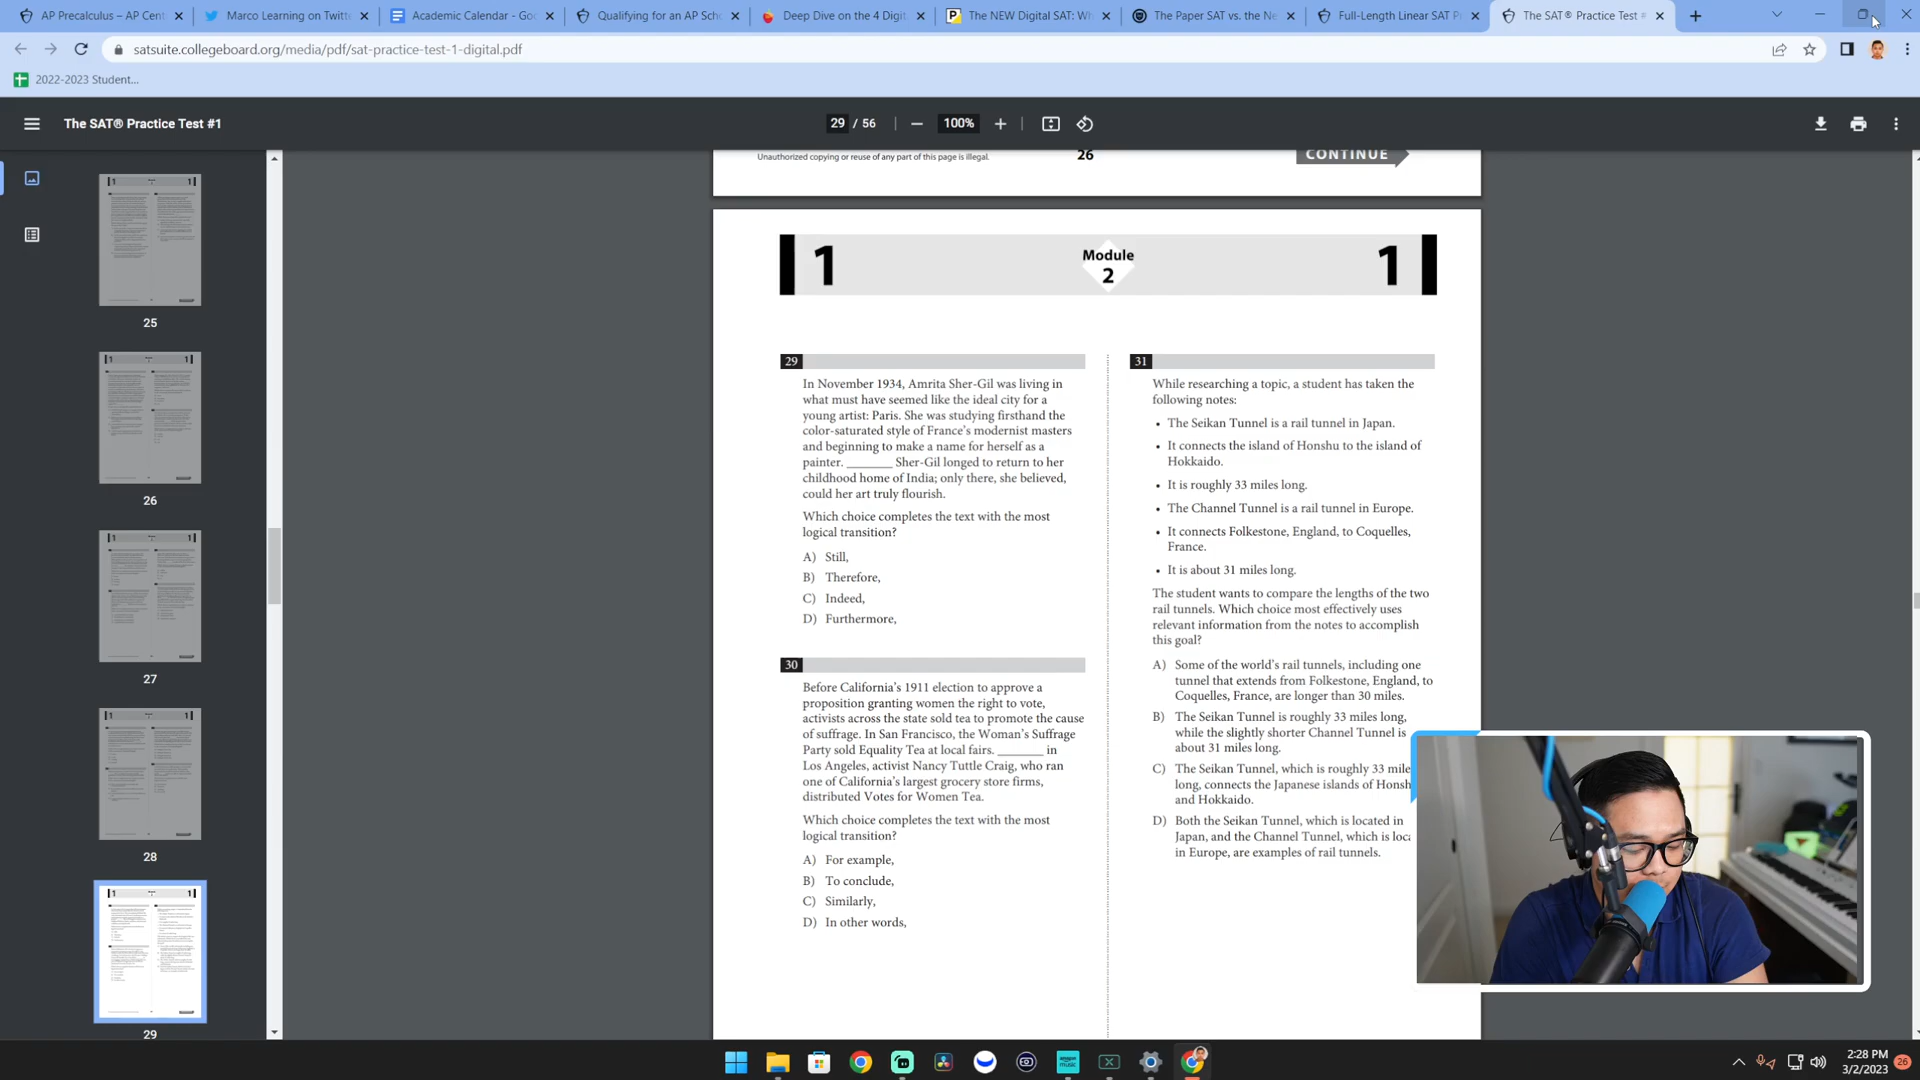 AP Precalculus – AP Cent
Marco Learning on Twitt
Academic Calendar - Go
Qualifying for an AP Sch
Deep Dive on the 4 Digit
The NEW Digital SAT: Wh
The Paper SAT vs. the Ne
Full-Length Linear SAT P
The SAT® Practice Test #
satsuite.collegeboard.org/media/pdf/sat-practice-test-1-digital.pdf
2022-2023 Student...
The SAT® Practice Test #1
29 / 56
100%
Unauthorized copying or reuse of any part of this page is illegal.
26
CONTINUE
1
Module
2
1
25
26
27
28
29
29
In November 1934, Amrita Sher-Gil was living in
what must have seemed like the ideal city for a
young artist: Paris. She was studying firsthand the
color-saturated style of France's modernist masters
and beginning to make a name for herself as a
painter. _______ Sher-Gil longed to return to her
childhood home of India; only there, she believed,
could her art truly flourish.
Which choice completes the text with the most
logical transition?
A) Still,
B) Therefore,
C) Indeed,
D) Furthermore,
30
Before California's 1911 election to approve a
proposition granting women the right to vote,
activists across the state sold tea to promote the cause
of suffrage. In San Francisco, the Woman's Suffrage
Party sold Equality Tea at local fairs. _______ in
Los Angeles, activist Nancy Tuttle Craig, who ran
one of California's largest grocery store firms,
distributed Votes for Women Tea.
Which choice completes the text with the most
logical transition?
A) For example,
B) To conclude,
C) Similarly,
D) In other words,
31
While researching a topic, a student has taken the
following notes:
• The Seikan Tunnel is a rail tunnel in Japan.
• It connects the island of Honshu to the island of
Hokkaido.
• It is roughly 33 miles long.
• The Channel Tunnel is a rail tunnel in Europe.
• It connects Folkestone, England, to Coquelles,
France.
• It is about 31 miles long.
The student wants to compare the lengths of the two
rail tunnels. Which choice most effectively uses
relevant information from the notes to accomplish
this goal?
A) Some of the world's rail tunnels, including one
tunnel that extends from Folkestone, England, to
Coquelles, France, are longer than 30 miles.
B) The Seikan Tunnel is roughly 33 miles long,
while the slightly shorter Channel Tunnel is
about 31 miles long.
C) The Seikan Tunnel, which is roughly 33 mile
long, connects the Japanese islands of Honsh
and Hokkaido.
D) Both the Seikan Tunnel, which is located in
Japan, and the Channel Tunnel, which is loca
in Europe, are examples of rail tunnels.
2:28 PM
3/2/2023
26